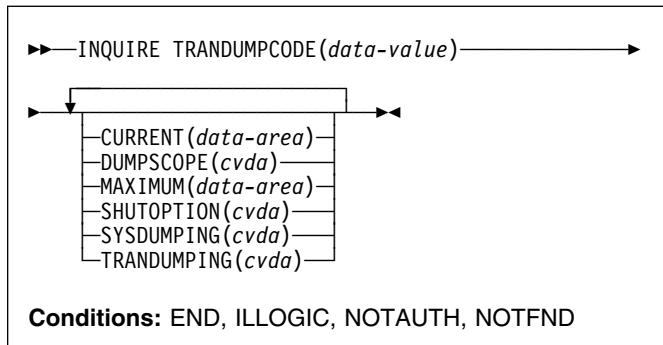 INQUIRE TRANDUMPCODE(data-value)
CURRENT(data-area)
DUMPSCOPE(cvda)
MAXIMUM(data-area)
SHUTOPTION(cvda)
SYSDUMPING(cvda)
TRANDUMPING(cvda)
Conditions: END, ILLOGIC, NOTAUTH, NOTFND